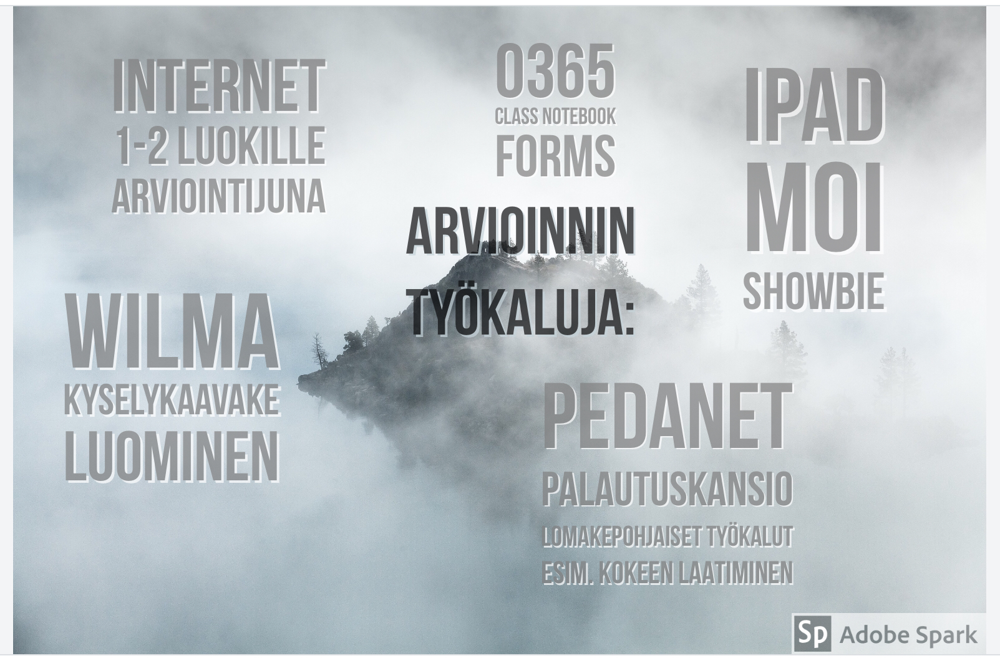 INTERNET
1-2 LUOKILLE
ARVIOINTIJUNA
O365
CLASS NOTEBOOK
FORMS
IPAD
MOI
SHOWBIE
ARVIOINNIN
TYÖKALUJA:
WILMA
KYSELYKAAVAKE
LUOMINEN
PEDANET
PALAUTUSKANSIO
LOMAKEPOHJAISET TYÖKALUT
ESIM. KOKEEN LAATIMINEN
Sp Adobe Spark